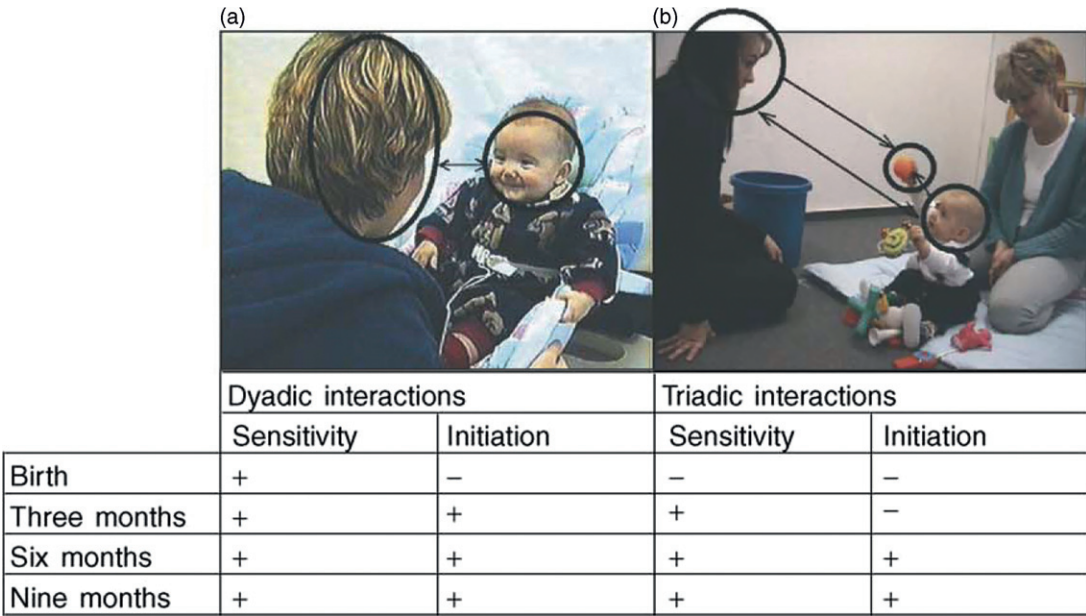 (a) (b)
Dyadic interactions Triadic interactions
Sensitivity Initiation Sensitivity Initiation
Birth + – – –
Three months + + + –
Six months + + + +
Nine months + + + +